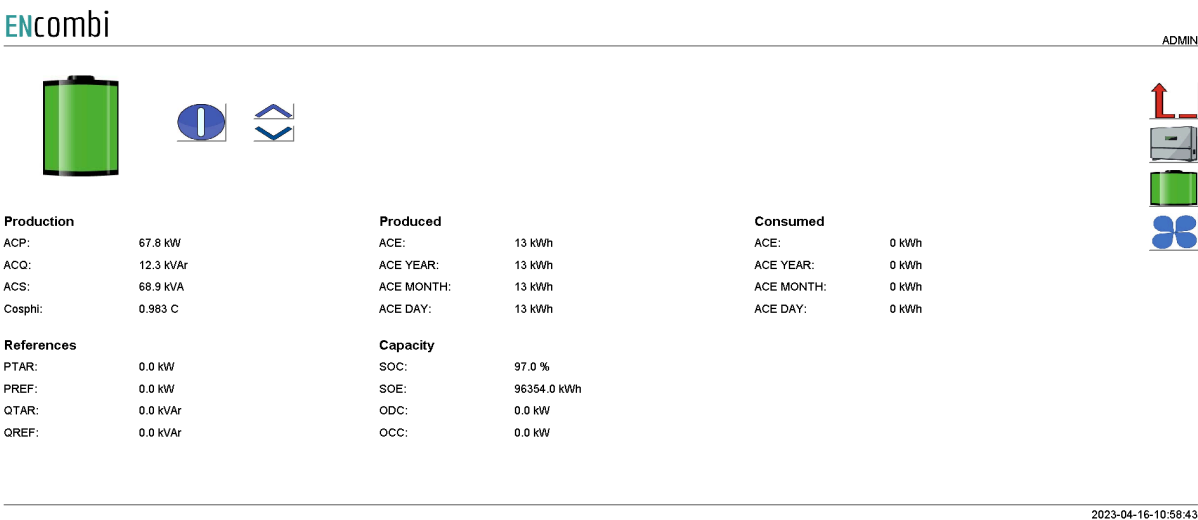 ENcombi
ADMIN
Production Produced Consumed
ACP: 67.8 kW ACE: 13 kWh ACE: 0 kWh
ACQ: 12.3 kVAr ACE YEAR: 13 kWh ACE YEAR: 0 kWh
ACS: 68.9 kVA ACE MONTH: 13 kWh ACE MONTH: 0 kWh
Cosphi: 0.983 C ACE DAY: 13 kWh ACE DAY: 0 kWh
References Capacity
PTAR: 0.0 kW SOC: 97.0 %
PREF: 0.0 kW SOE: 96354.0 kWh
QTAR: 0.0 kVAr ODC: 0.0 kW
QREF: 0.0 kVAr OCC: 0.0 kW
2023-04-16-10:58:43